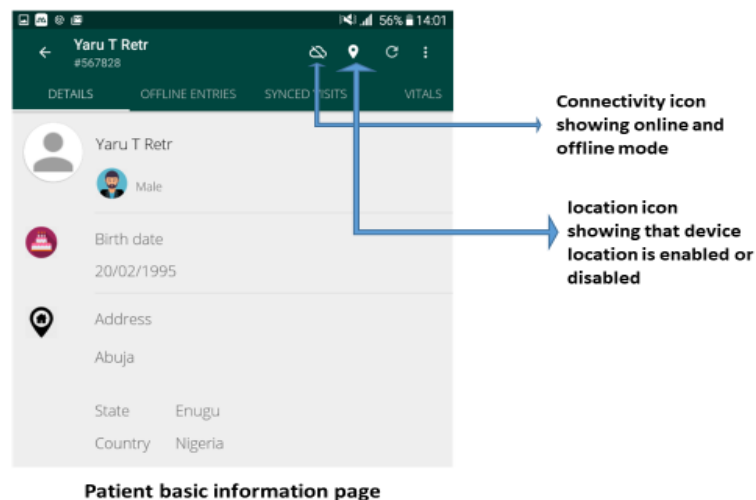 56% 14:01
Yaru T Retr
#567828
DETAILS OFFLINE ENTRIES SYNCED VISITS VITALS
Yaru T Retr
Male
Birth date
20/02/1995
Address
Abuja
State Enugu
Country Nigeria
Connectivity icon
showing online and
offline mode
location icon
showing that device
location is enabled or
disabled
Patient basic information page